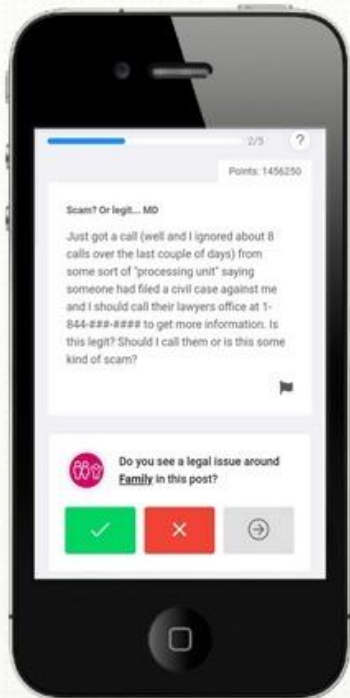 2/5 ?
Points: 1456250
Scam? Or legit... MD
Just got a call (well and I ignored about 8
calls over the last couple of days) from
some sort of "processing unit" saying
someone had filed a civil case against me
and I should call their lawyers office at 1-
844-###-#### to get more information. Is
this legit? Should I call them or is this some
kind of scam?
Do you see a legal issue around
Family in this post?